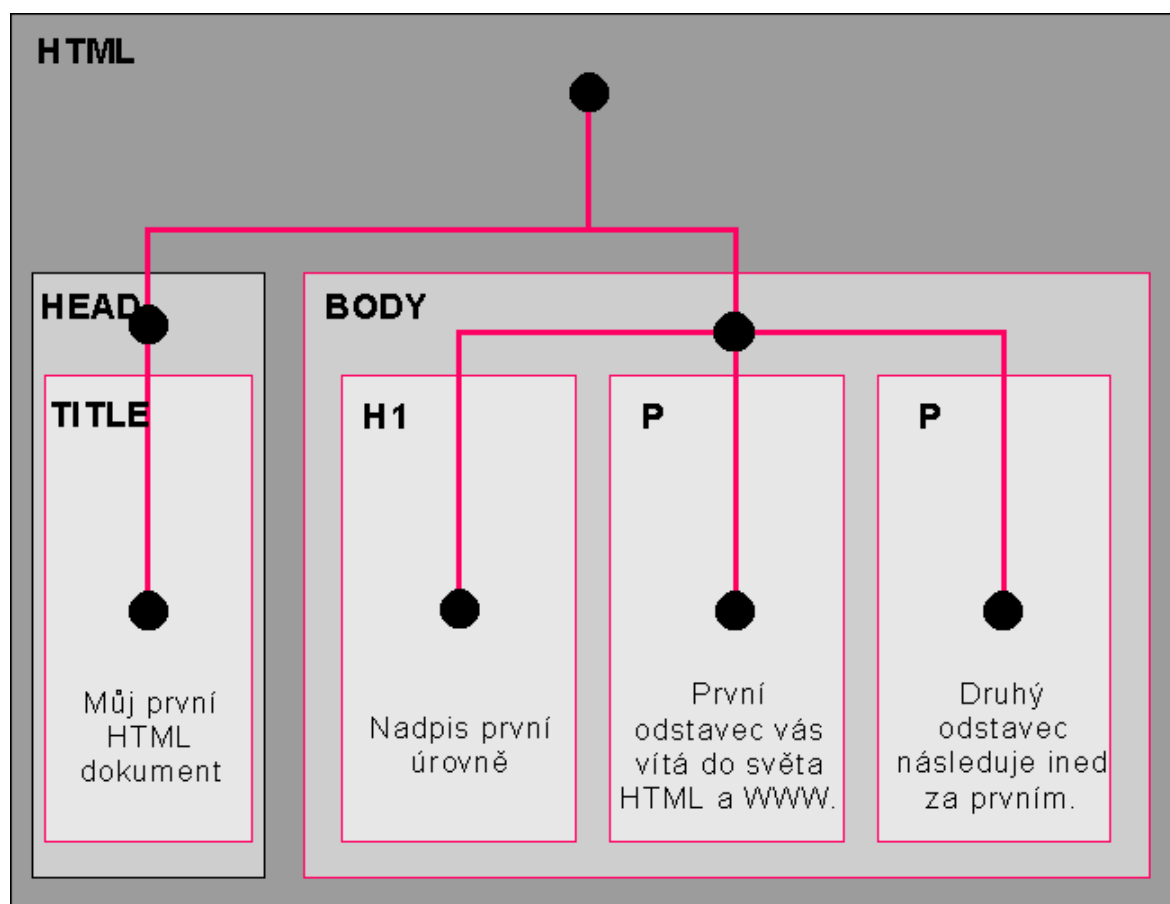 HTML
HEAD
TITLE
Můj první
HTML
dokument
BODY
H1
Nadpis první
úrovně
P
První
odstavec vás
vítá do světa
HTML a WWW.
P
Druhý
odstavec
následuje ined
za prvním.